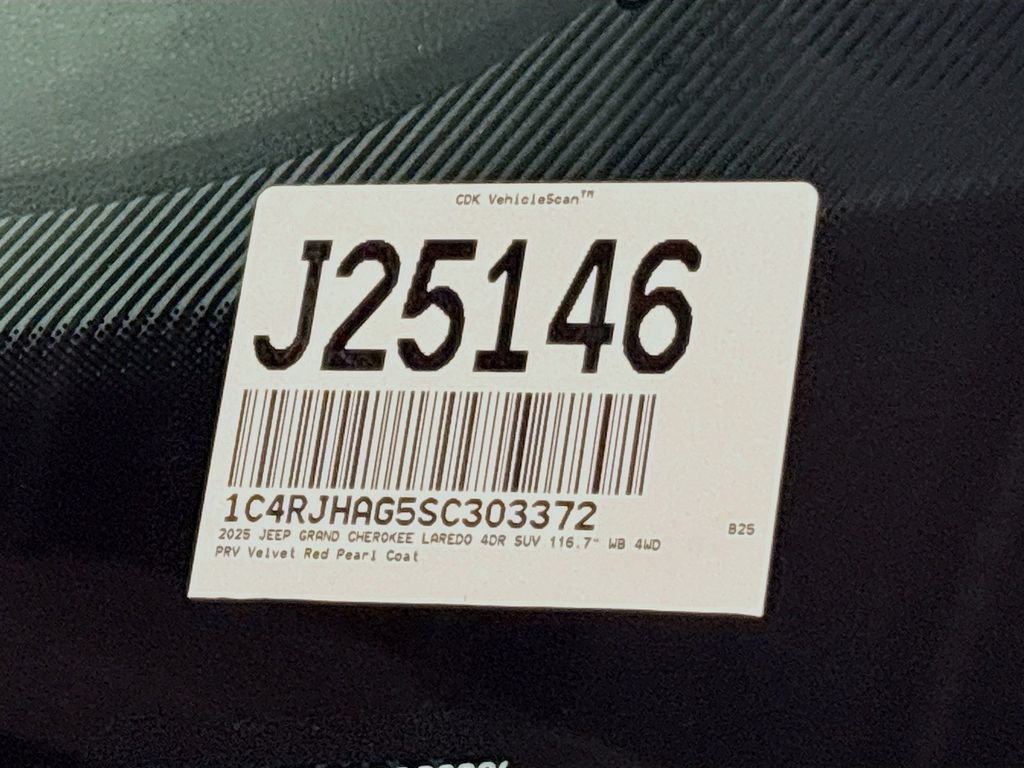 CDK VehicleScan™
J25146
1C4RJHAG5SC303372
2025 JEEP GRAND CHEROKEE LAREDO 4DR SUV 116.7" WB 4WD
B25
PRV Velvet Red Pearl Coat